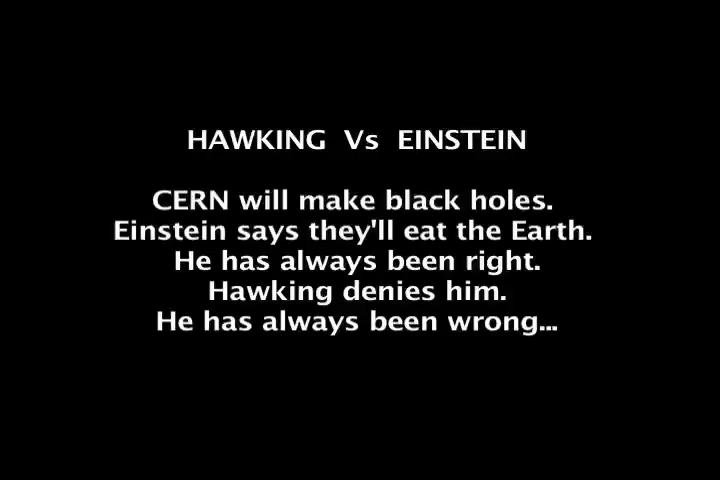 HAWKING Vs EINSTEIN
CERN will make black holes.
Einstein says they'll eat the Earth.
He has always been right.
Hawking denies him.
He has always been wrong...